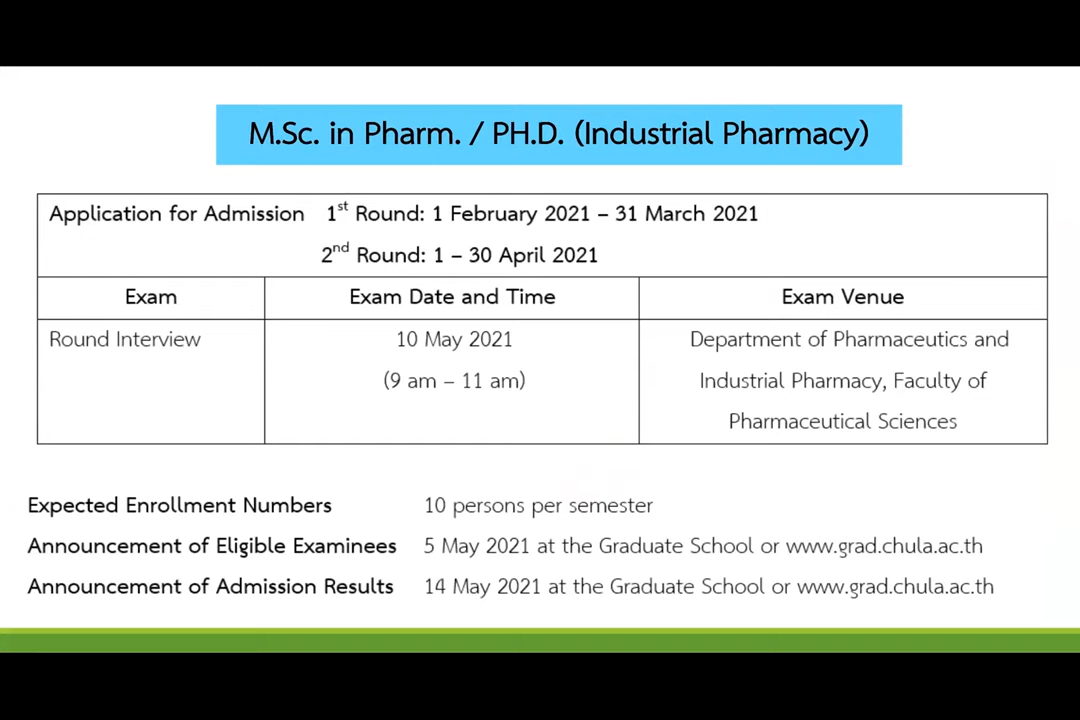 M.Sc. in Pharm. / PH.D. (Industrial Pharmacy)
Application for Admission 1st Round: 1 February 2021 – 31 March 2021
2nd Round: 1 – 30 April 2021
Exam Exam Date and Time Exam Venue
Round Interview 10 May 2021 Department of Pharmaceutics and
(9 am – 11 am) Industrial Pharmacy, Faculty of
Pharmaceutical Sciences
Expected Enrollment Numbers 10 persons per semester
Announcement of Eligible Examinees 5 May 2021 at the Graduate School or www.grad.chula.ac.th
Announcement of Admission Results 14 May 2021 at the Graduate School or www.grad.chula.ac.th